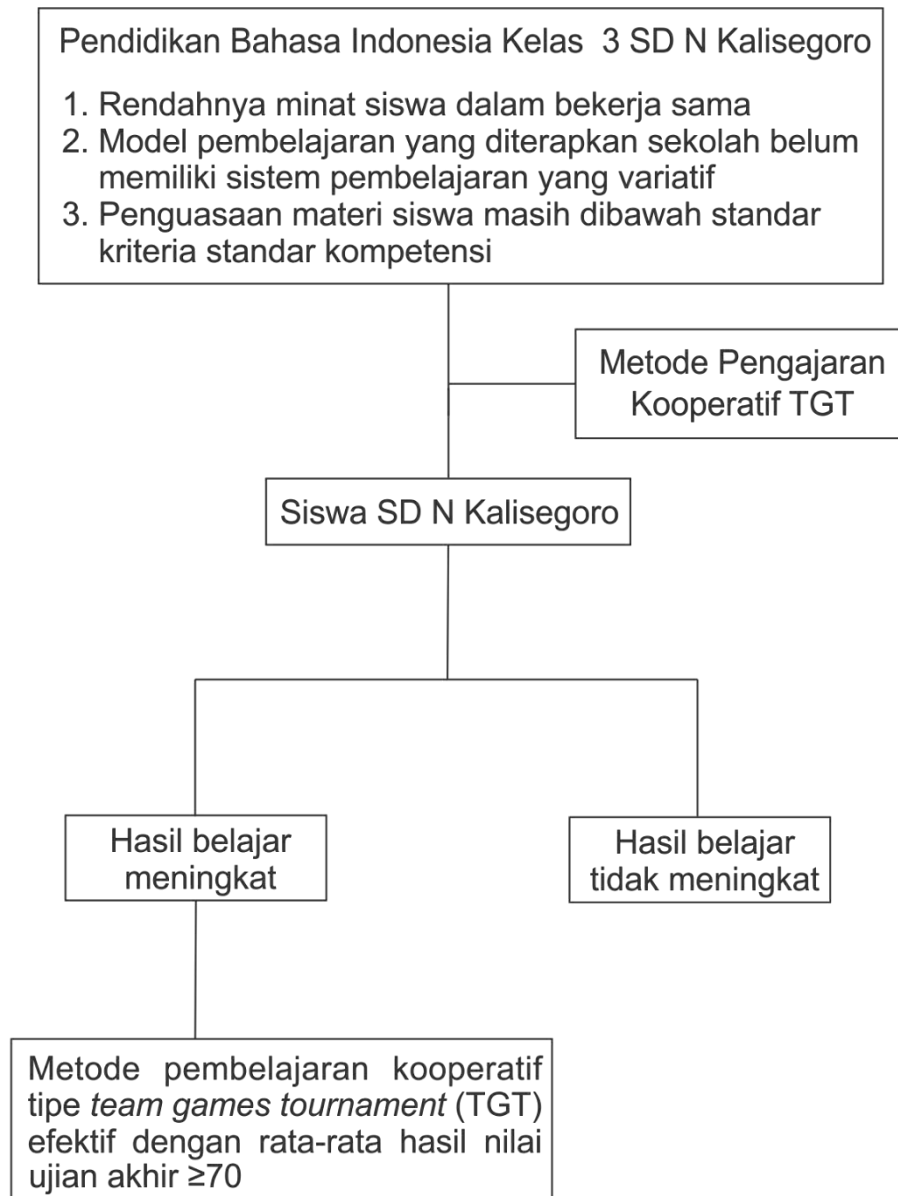 Pendidikan Bahasa Indonesia Kelas 3 SD N Kalisegoro
1. Rendahnya minat siswa dalam bekerja sama
2. Model pembelajaran yang diterapkan sekolah belum
memiliki sistem pembelajaran yang variatif
3. Penguasaan materi siswa masih dibawah standar
kriteria standar kompetensi
Metode Pengajaran
Kooperatif TGT
Siswa SD N Kalisegoro
Hasil belajar
meningkat
Hasil belajar
tidak meningkat
Metode pembelajaran kooperatif
tipe team games tournament (TGT)
efektif dengan rata-rata hasil nilai
ujian akhir ≥70